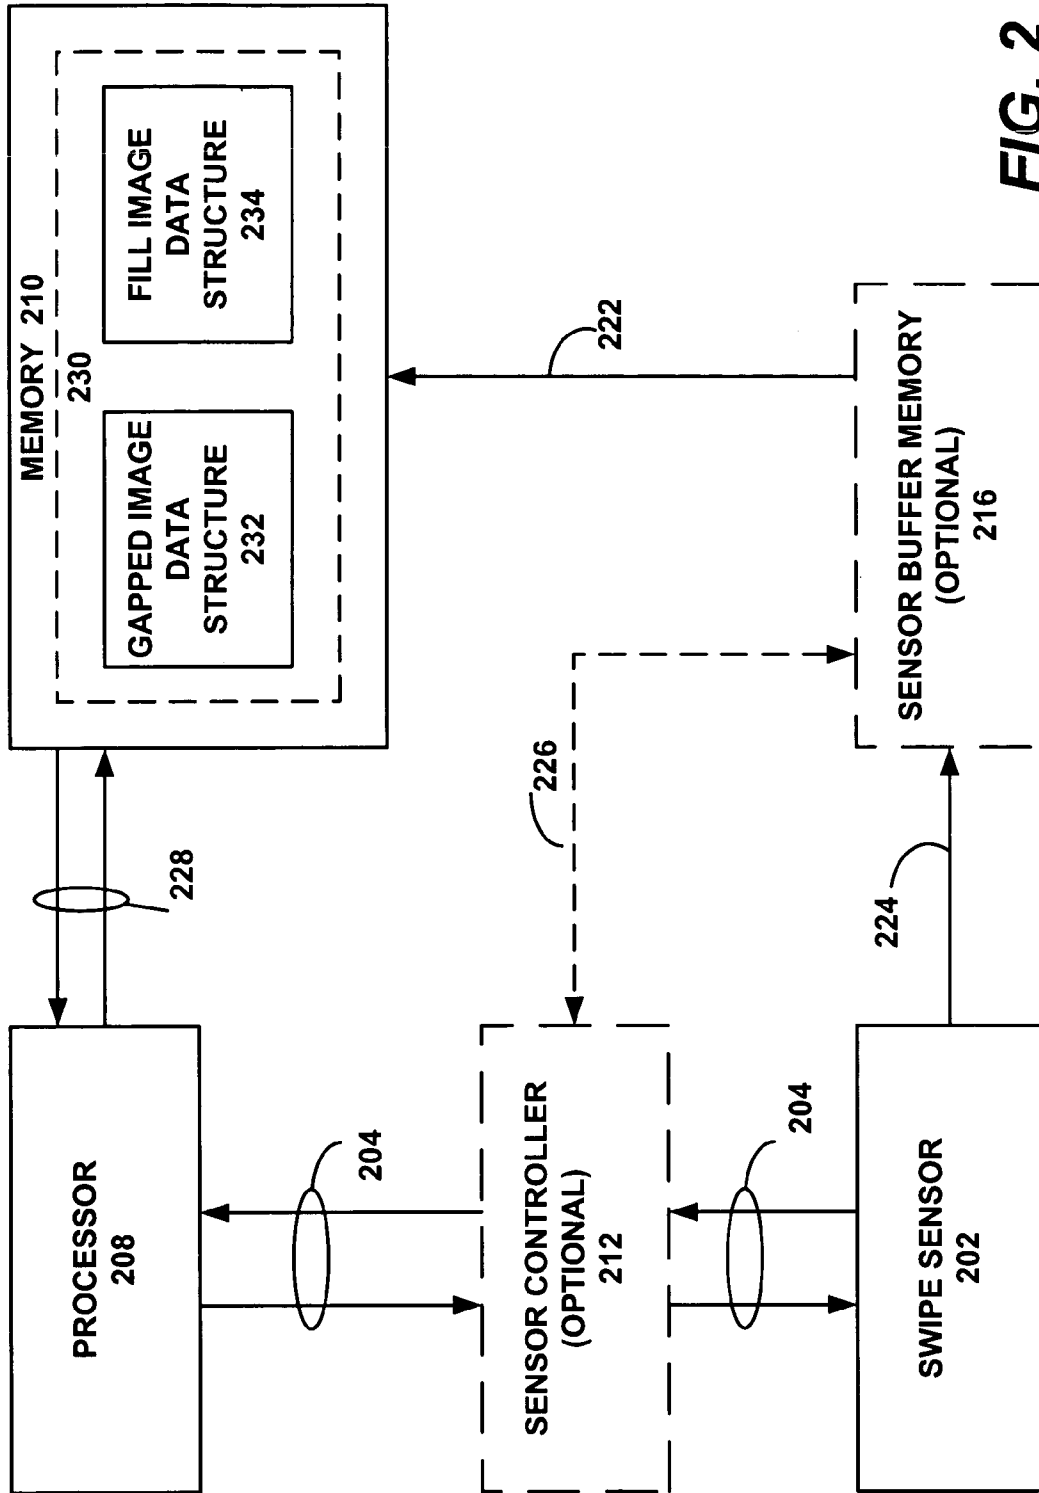 MEMORY 210
230
GAPPED IMAGE
DATA
STRUCTURE
232
FILL IMAGE
DATA
STRUCTURE
234
228
PROCESSOR
208
204
226
222
SENSOR CONTROLLER
(OPTIONAL)
212
204
224
SENSOR BUFFER MEMORY
(OPTIONAL)
216
SWIPE SENSOR
202
FIG. 2